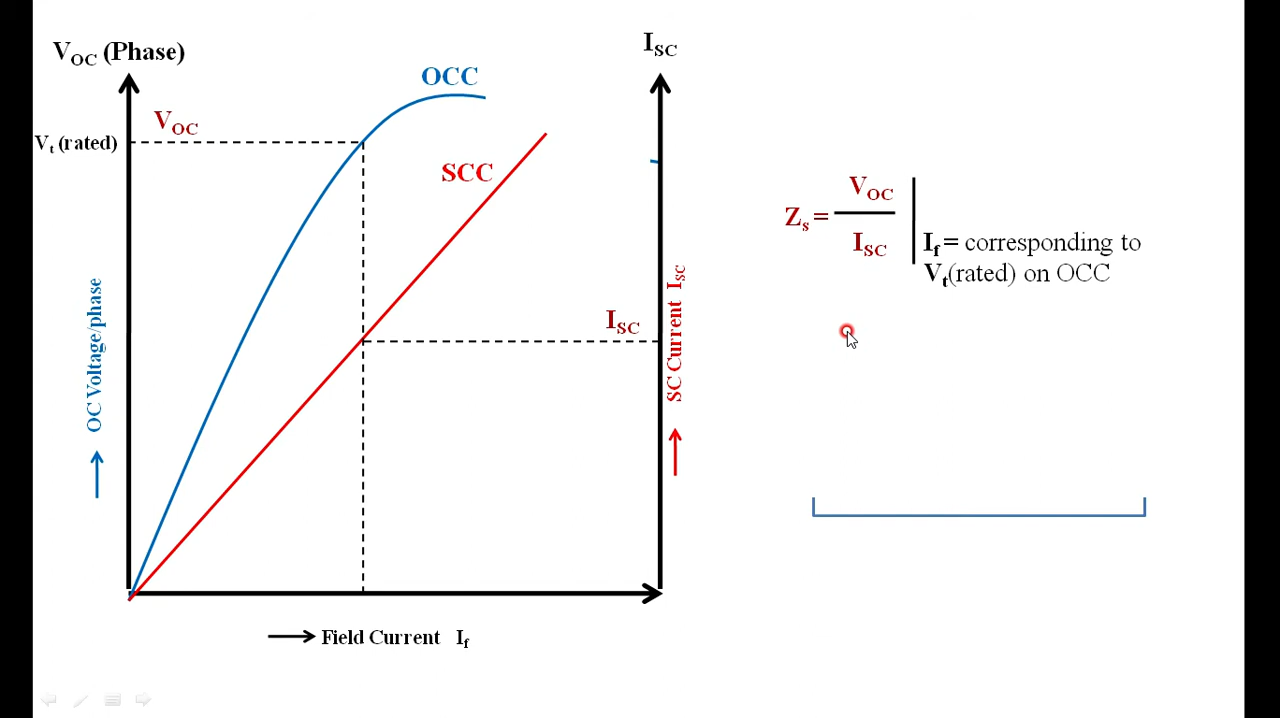 V_OC (Phase)
V_t (rated)
V_OC
OCC
SCC
I_SC
I_SC
OC Voltage/phase
SC Current I_SC
Field Current I_f
Z_s = V_OC / I_SC
I_f = corresponding to
V_t(rated) on OCC